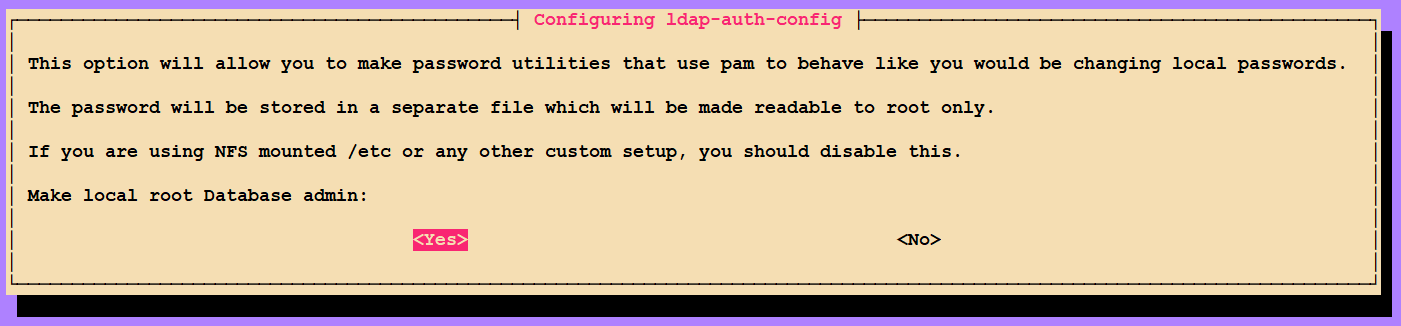 Configuring ldap-auth-config
This option will allow you to make password utilities that use pam to behave like you would be changing local passwords.
The password will be stored in a separate file which will be made readable to root only.
If you are using NFS mounted /etc or any other custom setup, you should disable this.
Make local root Database admin:
<Yes> <No>